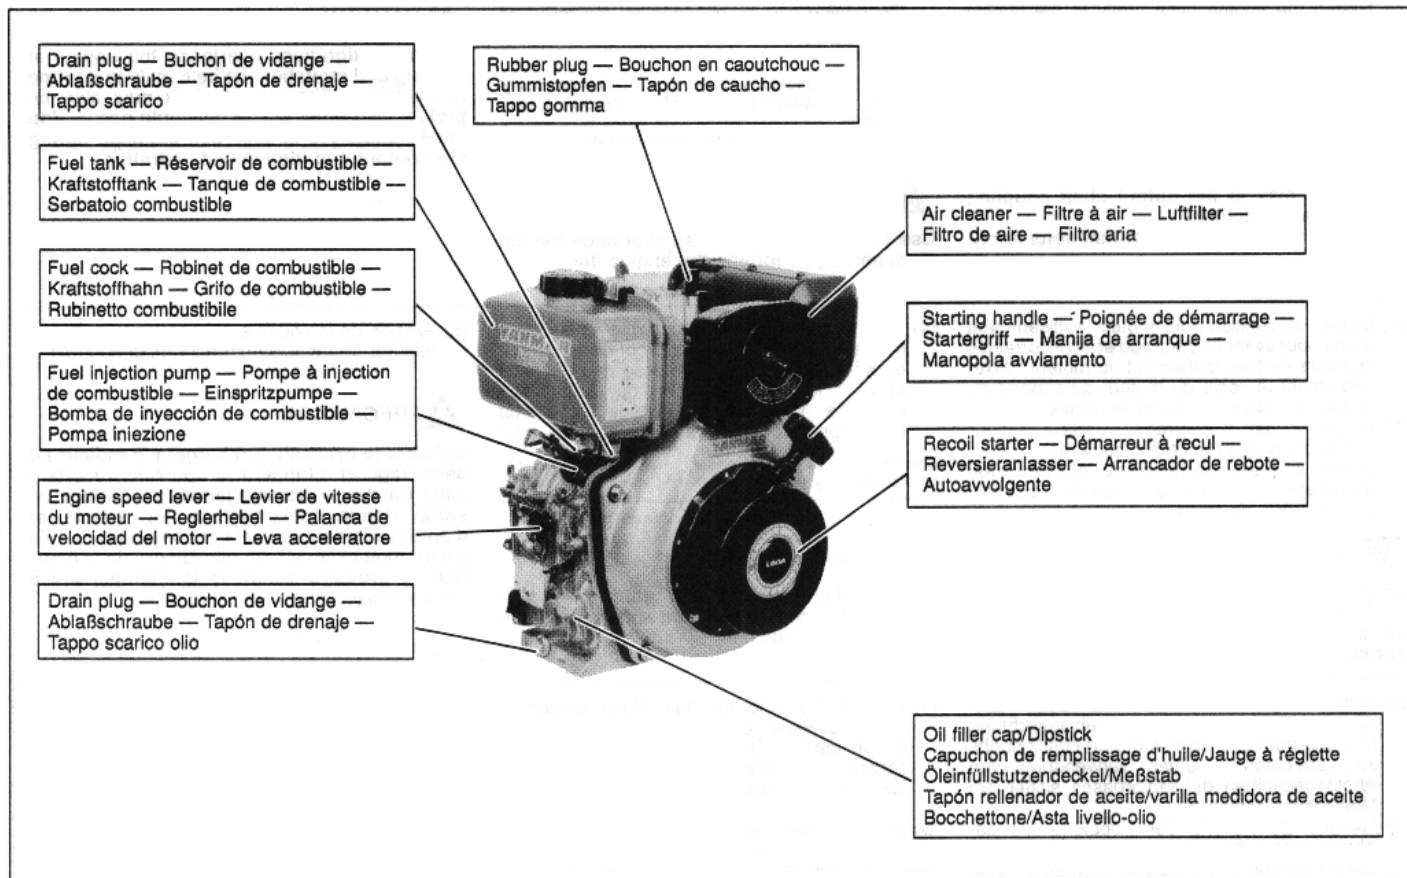 Drain plug — Buchon de vidange —
Ablaßschraube — Tapón de drenaje —
Tappo scarico
Rubber plug — Bouchon en caoutchouc —
Gummistopfen — Tapón de caucho —
Tappo gomma
Fuel tank — Réservoir de combustible —
Kraftstofftank — Tanque de combustible —
Serbatoio combustibile
Air cleaner — Filtre à air — Luftfilter —
Filtro de aire — Filtro aria
Fuel cock — Robinet de combustible —
Kraftstoffhahn — Grifo de combustible —
Rubinetto combustibile
Starting handle — Poignée de démarrage —
Startergriff — Manija de arranque —
Manopola avviamento
Fuel injection pump — Pompe à injection
de combustible — Einspritzpumpe —
Bomba de inyección de combustible —
Pompa iniezione
Recoil starter — Démarreur à recul —
Reversieranlasser — Arrancador de rebote —
Autoavvolgente
Engine speed lever — Levier de vitesse
du moteur — Reglerhebel — Palanca de
velocidad del motor — Leva acceleratore
Drain plug — Bouchon de vidange —
Ablaßschraube — Tapón de drenaje —
Tappo scarico olio
Oil filler cap/Dipstick
Capuchon de remplissage d'huile/Jauge à réglette
Öleinfüllstutzendeckel/Meßstab
Tapón rellenador de aceite/varilla medidora de aceite
Bocchettone/Asta livello-olio
YANMAR
YANMAR